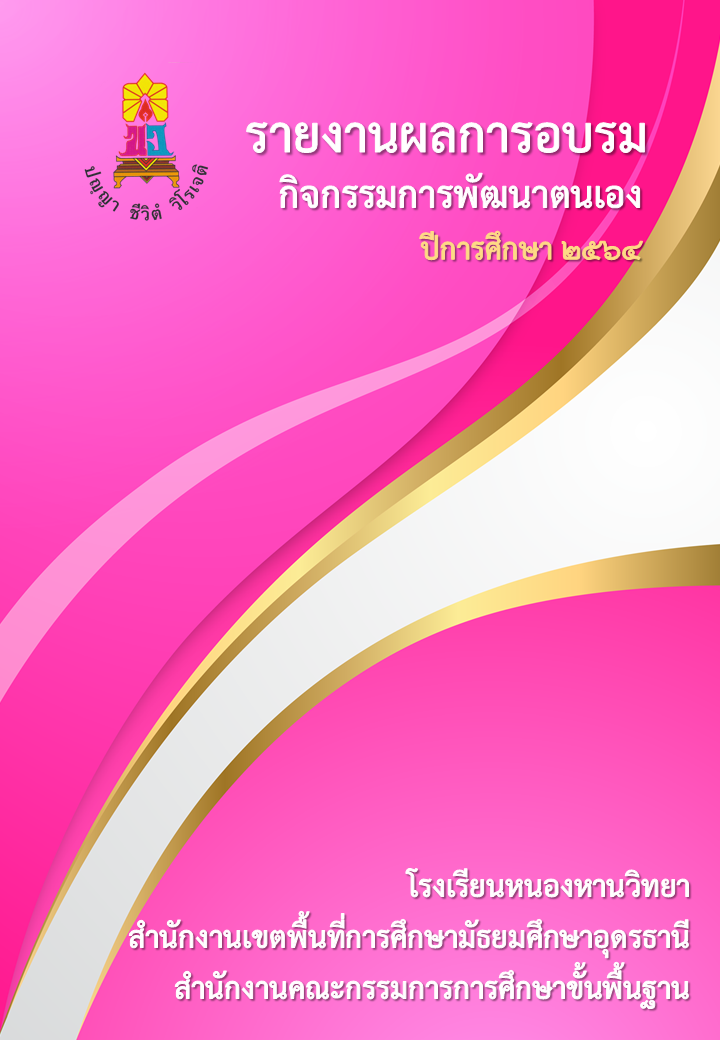 รายงานผลการอบรม
กิจกรรมการพัฒนาตนเอง
ปีการศึกษา ๒๕๖๔
ปญฺญา ชีวิตํ วิโรเจติ
โรงเรียนหนองหานวิทยา
สำนักงานเขตพื้นที่การศึกษามัธยมศึกษาอุดรธานี
สำนักงานคณะกรรมการการศึกษาขั้นพื้นฐาน